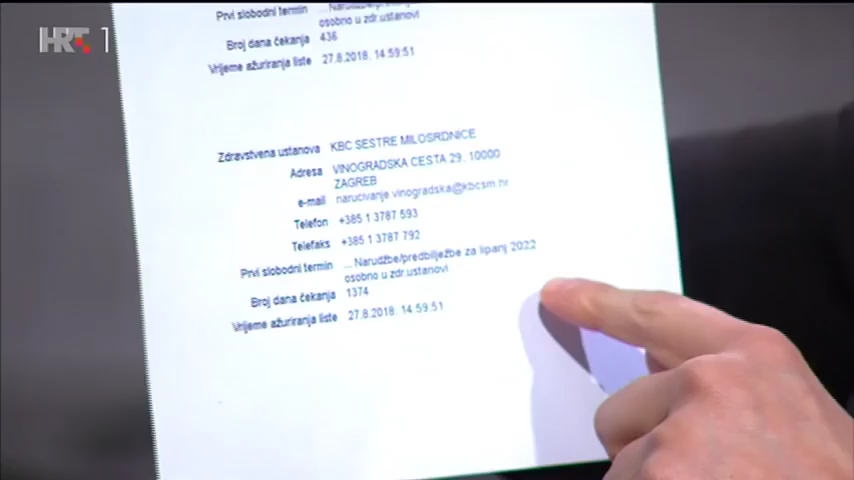 HRT 1
Prvi slobodni termin
osobno u zdr.ustanovi
Broj dana čekanja 436
Vrijeme ažuriranja liste 27.8.2018. 14:59:51
Zdravstvena ustanova KBC SESTRE MILOSRDNICE
Adresa VINOGRADSKA CESTA 29, 10000
ZAGREB
e-mail narucivanje.vinogradska@kbcsm.hr
Telefon +385 1 3787 593
Telefaks +385 1 3787 792
Prvi slobodni termin ... Narudžbe/predbilježbe za lipanj 2022
osobno u zdr.ustanovi
Broj dana čekanja 1374
Vrijeme ažuriranja liste 27.8.2018. 14:59:51